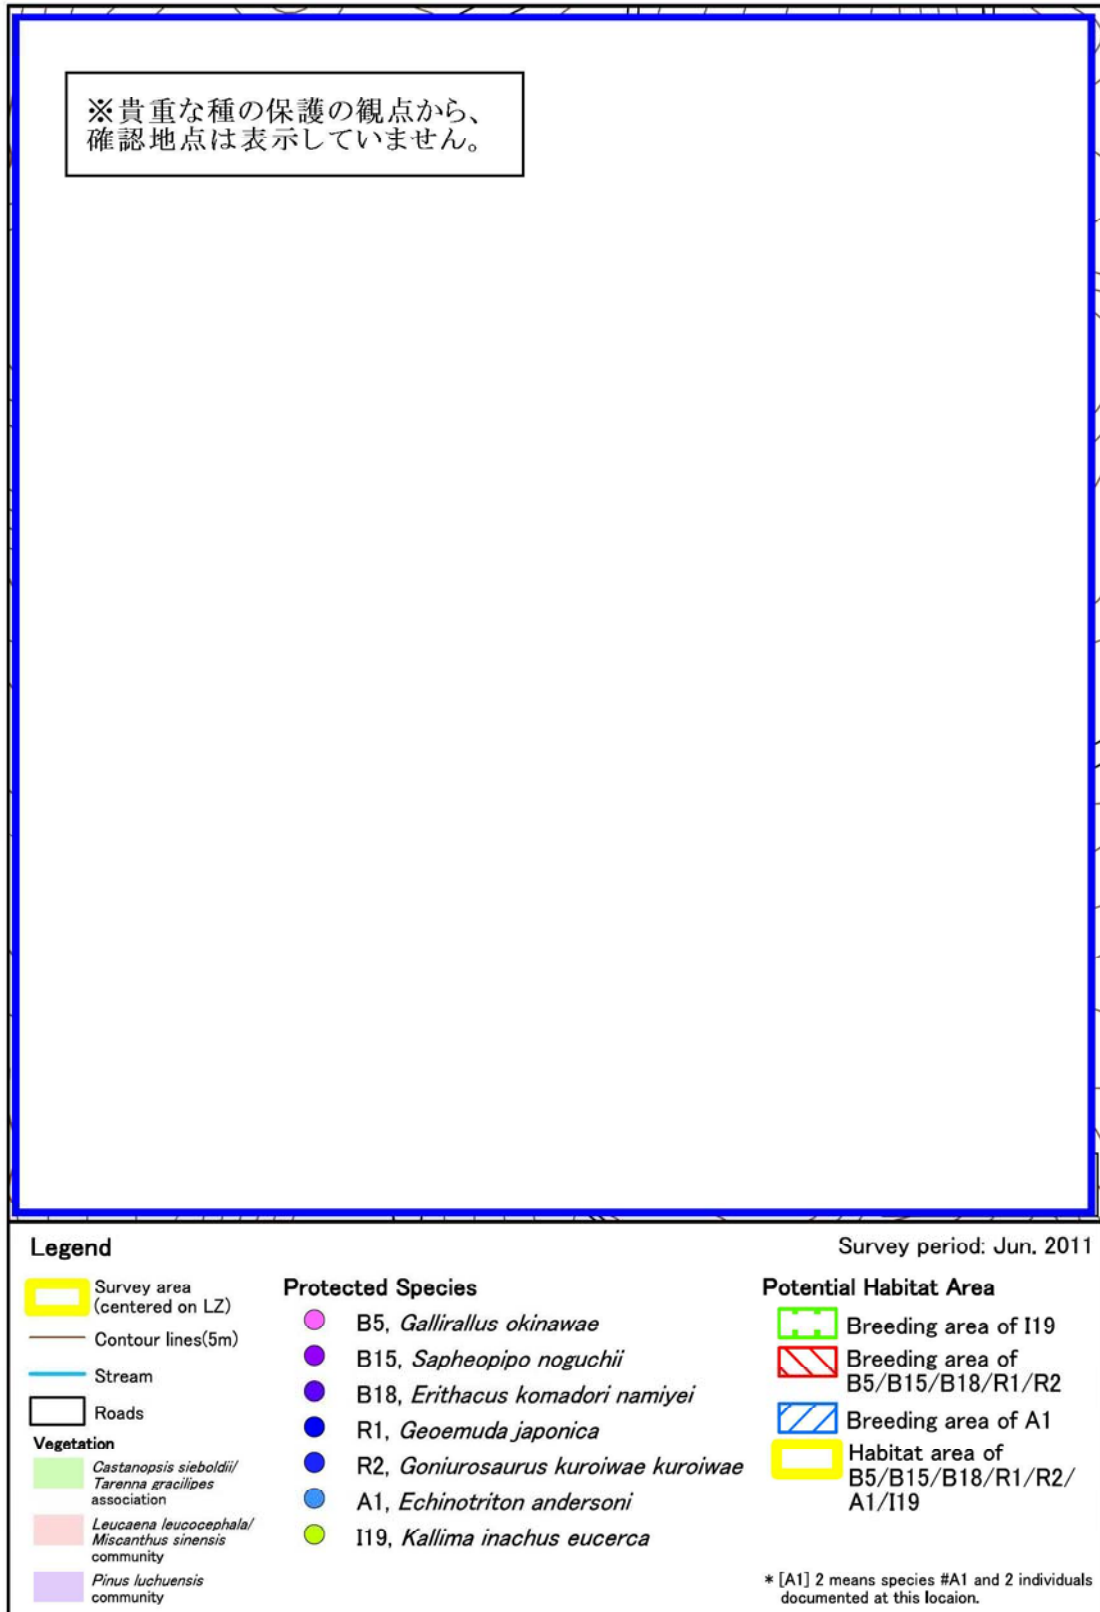 ※貴重な種の保護の観点から、
確認地点は表示していません。
Legend
Survey period: Jun. 2011
Survey area
(centered on LZ)
Contour lines(5m)
Stream
Roads
Vegetation
Castanopsis sieboldii/
Tarenna gracilipes
association
Leucaena leucocephala/
Miscanthus sinensis
community
Pinus luchuensis
community
Protected Species
B5, Gallirallus okinawae
B15, Sapheopipo noguchii
B18, Erithacus komadori namiyei
R1, Geoemuda japonica
R2, Goniurosaurus kuroiwae kuroiwae
A1, Echinotriton andersoni
I19, Kallima inachus eucerca
Potential Habitat Area
Breeding area of I19
Breeding area of
B5/B15/B18/R1/R2
Breeding area of A1
Habitat area of
B5/B15/B18/R1/R2/
A1/I19
* [A1] 2 means species #A1 and 2 individuals
documented at this locaion.